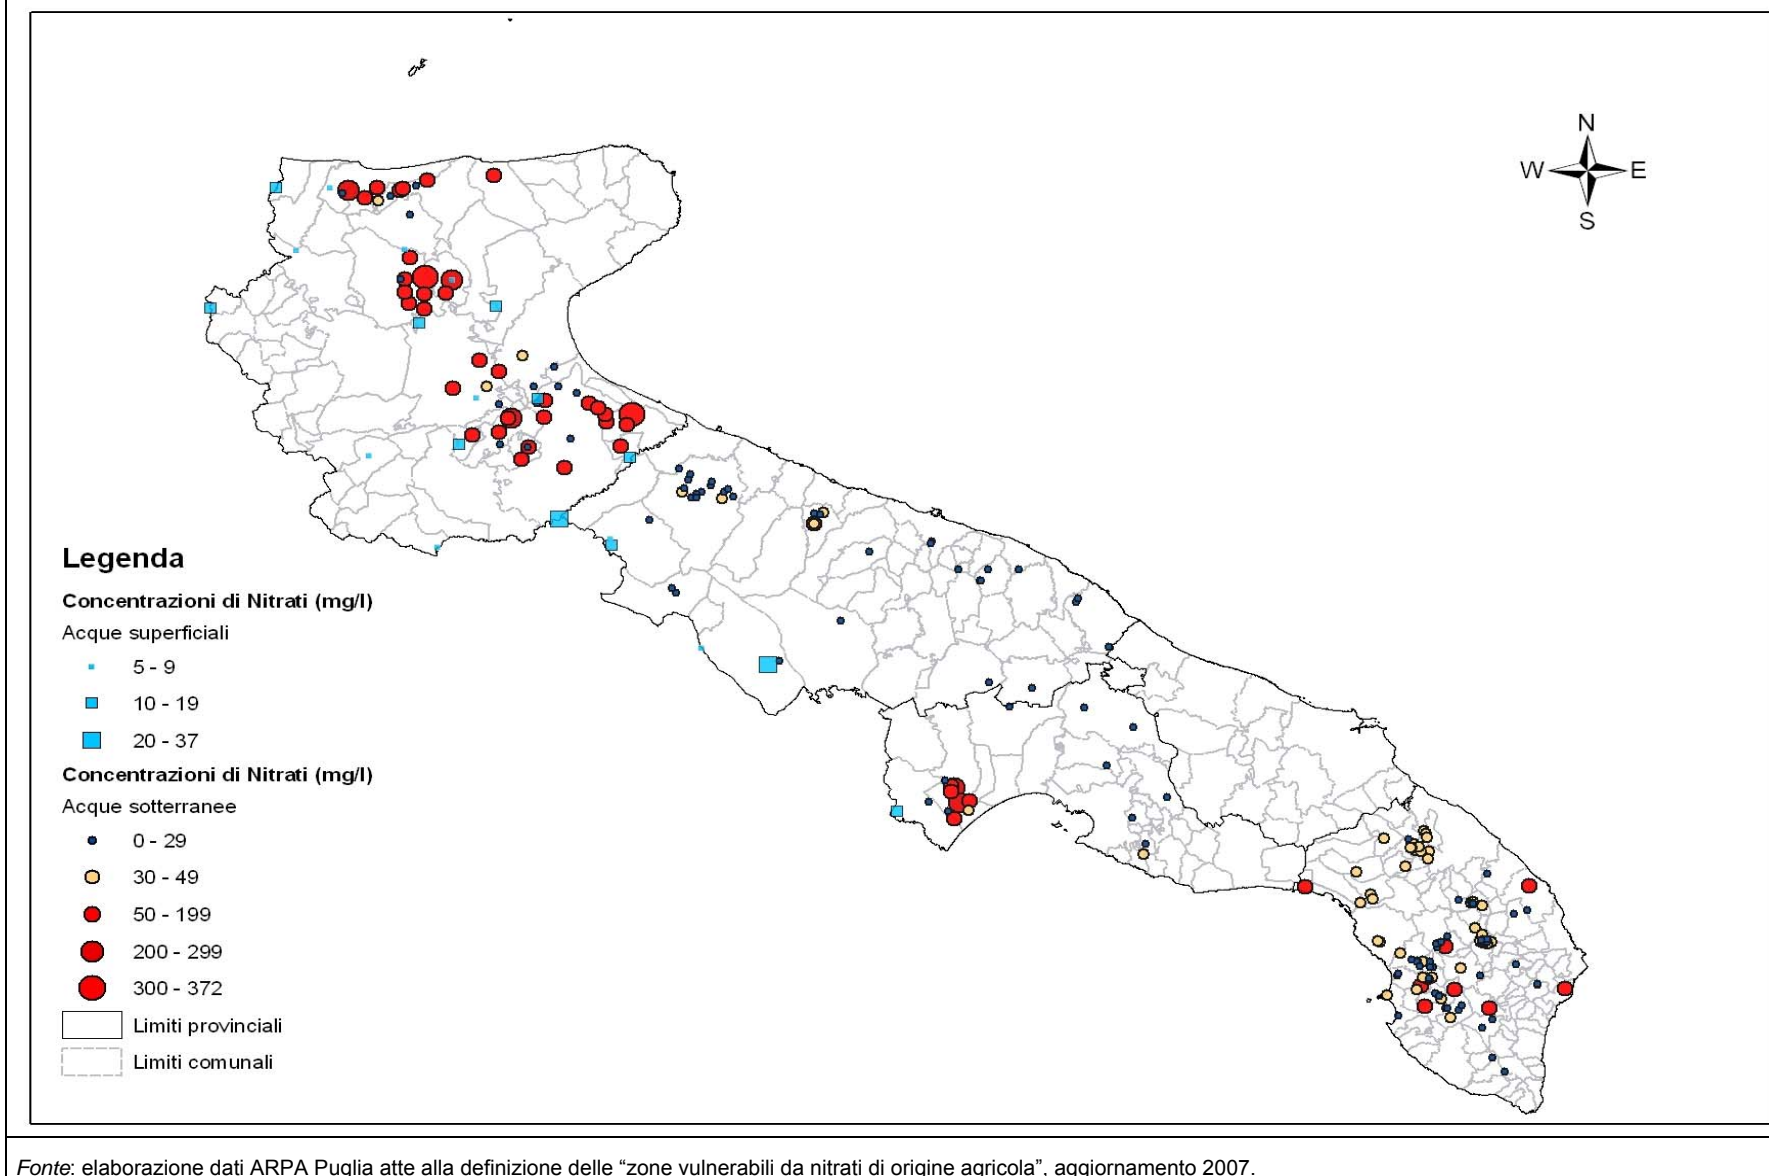 N
W E
S
Legenda
Concentrazioni di Nitrati (mg/l)
Acque superficiali
5 - 9
10 - 19
20 - 37
Concentrazioni di Nitrati (mg/l)
Acque sotterranee
0 - 29
30 - 49
50 - 199
200 - 299
300 - 372
Limiti provinciali
Limiti comunali
Fonte: elaborazione dati ARPA Puglia atte alla definizione delle “zone vulnerabili da nitrati di origine agricola”, aggiornamento 2007.